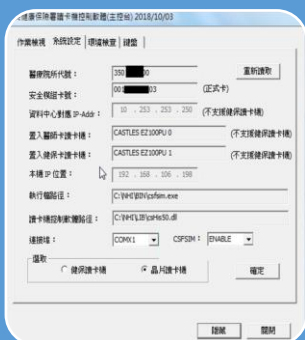 健康保險署讀卡機控制軟體(主控台) 2018/10/03
作業檢視 系統設定 環境檢查 鍵盤
醫療院所代號： 350 00 重新讀取
安全模組卡號： 00 0083 (正式卡)
資料中心對應 IP-Addr： 10 . 253 . 250 . 250 (不支援健保讀卡機)
置入醫師卡讀卡機： CASTLES EZ100PU 0 (不支援健保讀卡機)
置入健保卡讀卡機： CASTLES EZ100PU 1 (不支援健保讀卡機)
本機 IP 位置： 192 . 168 . 106 . 198
執行檔路徑： C:\NHI\BIN\csfsim.exe
讀卡機控制軟體路徑： C:\NHI\LIB\csHis50.dll
連接埠： COMX1 CSFSIM： ENABLE
選取
健保讀卡機 晶片讀卡機 確定
隱藏 關閉